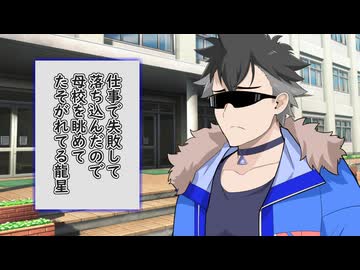 仕事で失敗して
落ち込んだので
母校を眺めて
たそがれてる龍星